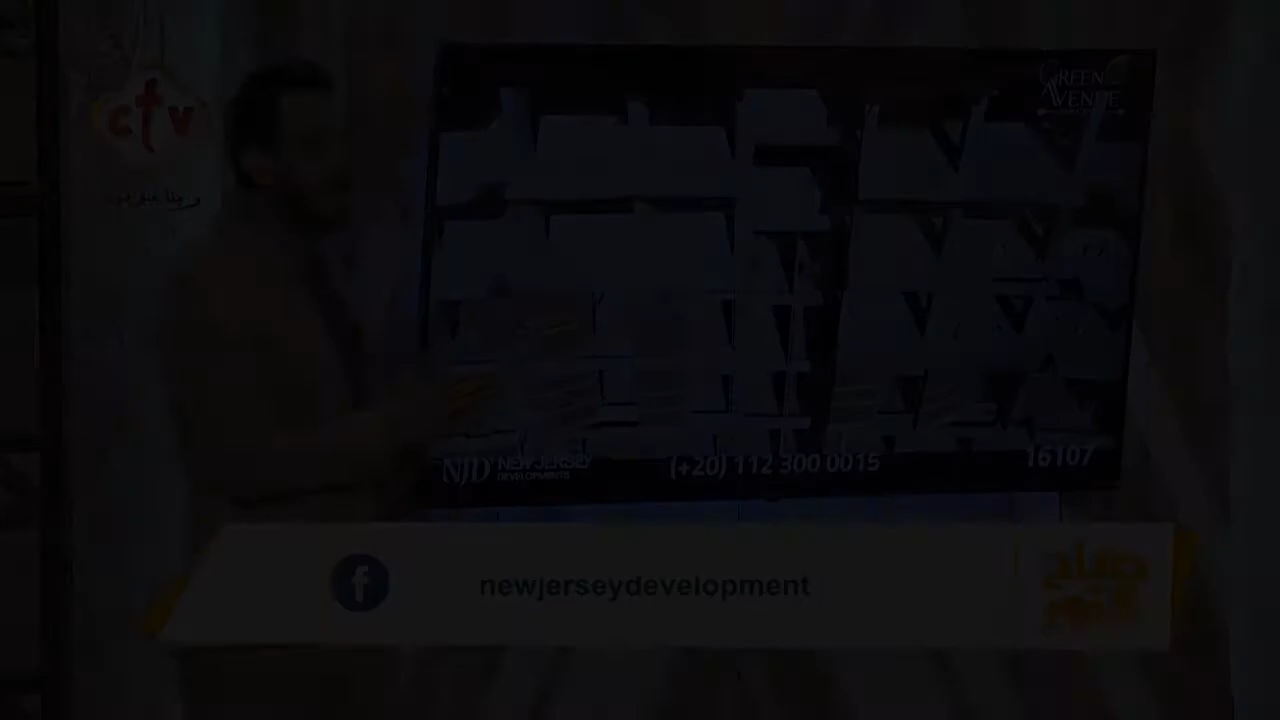 GREEN
AVENUE
ctv
NJD NEW JERSEY
DEVELOPMENTS
(+20) 112 300 0015
16107
newjerseydevelopment